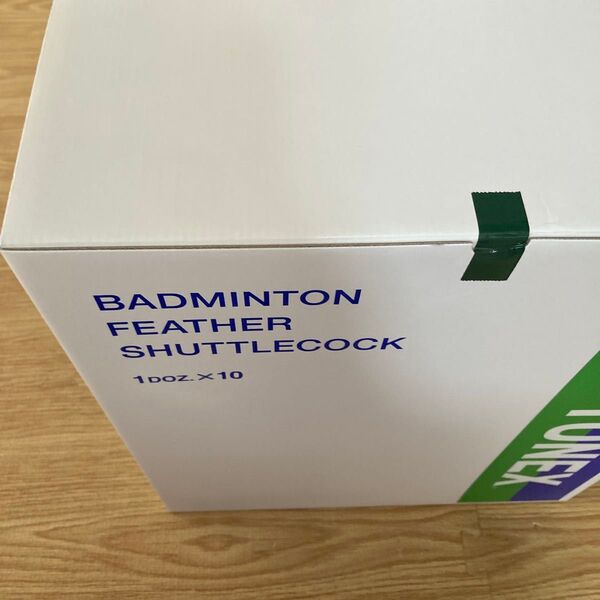 BADMINTON
FEATHER
SHUTTLECOCK
1DOZ.×10
YONEX